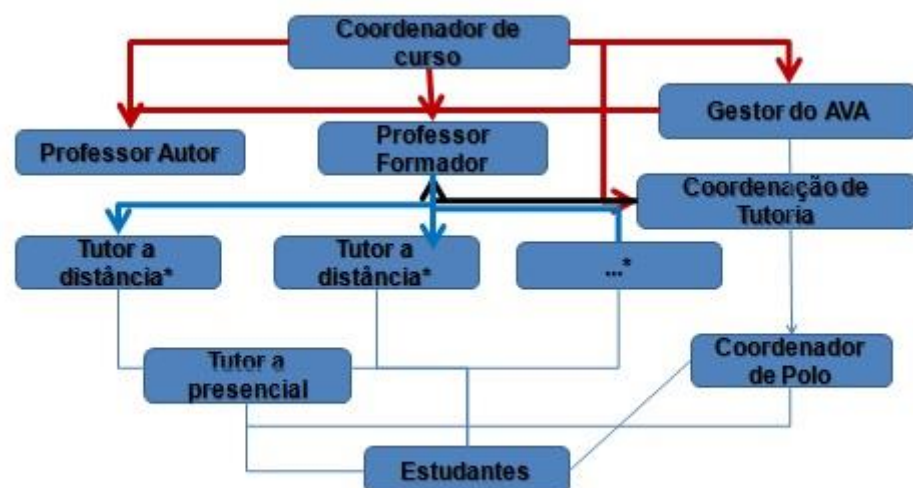 Coordenador de
curso
Gestor do AVA
Professor Autor
Professor
Formador
Coordenação de
Tutoria
Tutor a
distância*
Tutor a
distância*
...*
Tutor a
presencial
Coordenador
de Polo
Estudantes